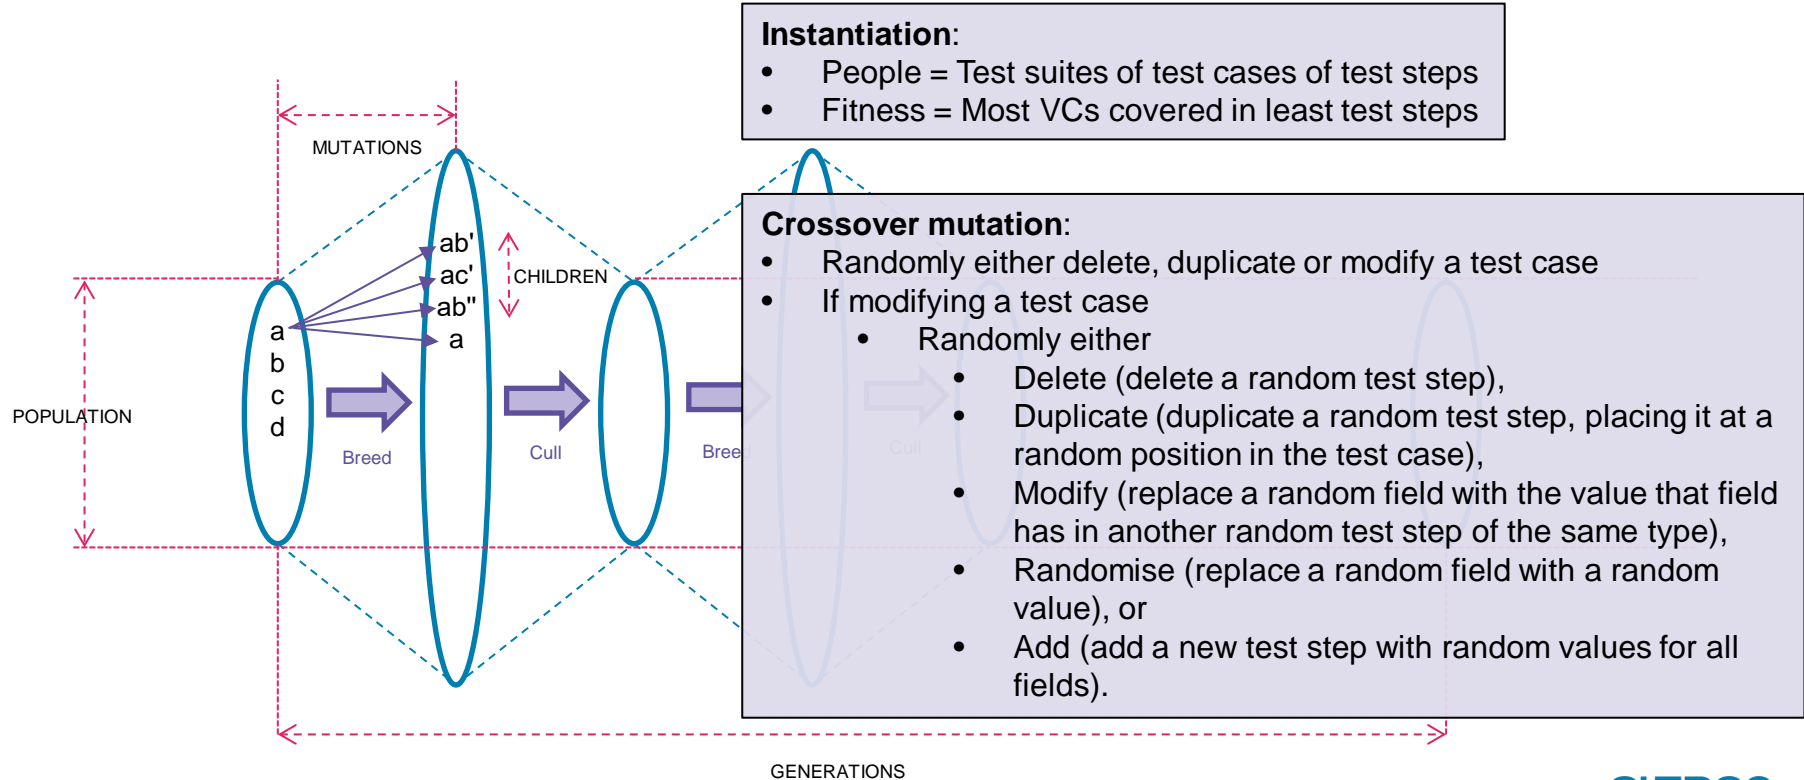 Instantiation:
• People = Test suites of test cases of test steps
• Fitness = Most VCs covered in least test steps
MUTATIONS
ab'
ac'
ab"
a
CHILDREN
a
b
c
d
POPULATION
Breed
Cull
Breed
Cull
Crossover mutation:
• Randomly either delete, duplicate or modify a test case
• If modifying a test case
• Randomly either
• Delete (delete a random test step),
• Duplicate (duplicate a random test step, placing it at a
random position in the test case),
• Modify (replace a random field with the value that field
has in another random test step of the same type),
• Randomise (replace a random field with a random
value), or
• Add (add a new test step with random values for all
fields).
GENERATIONS